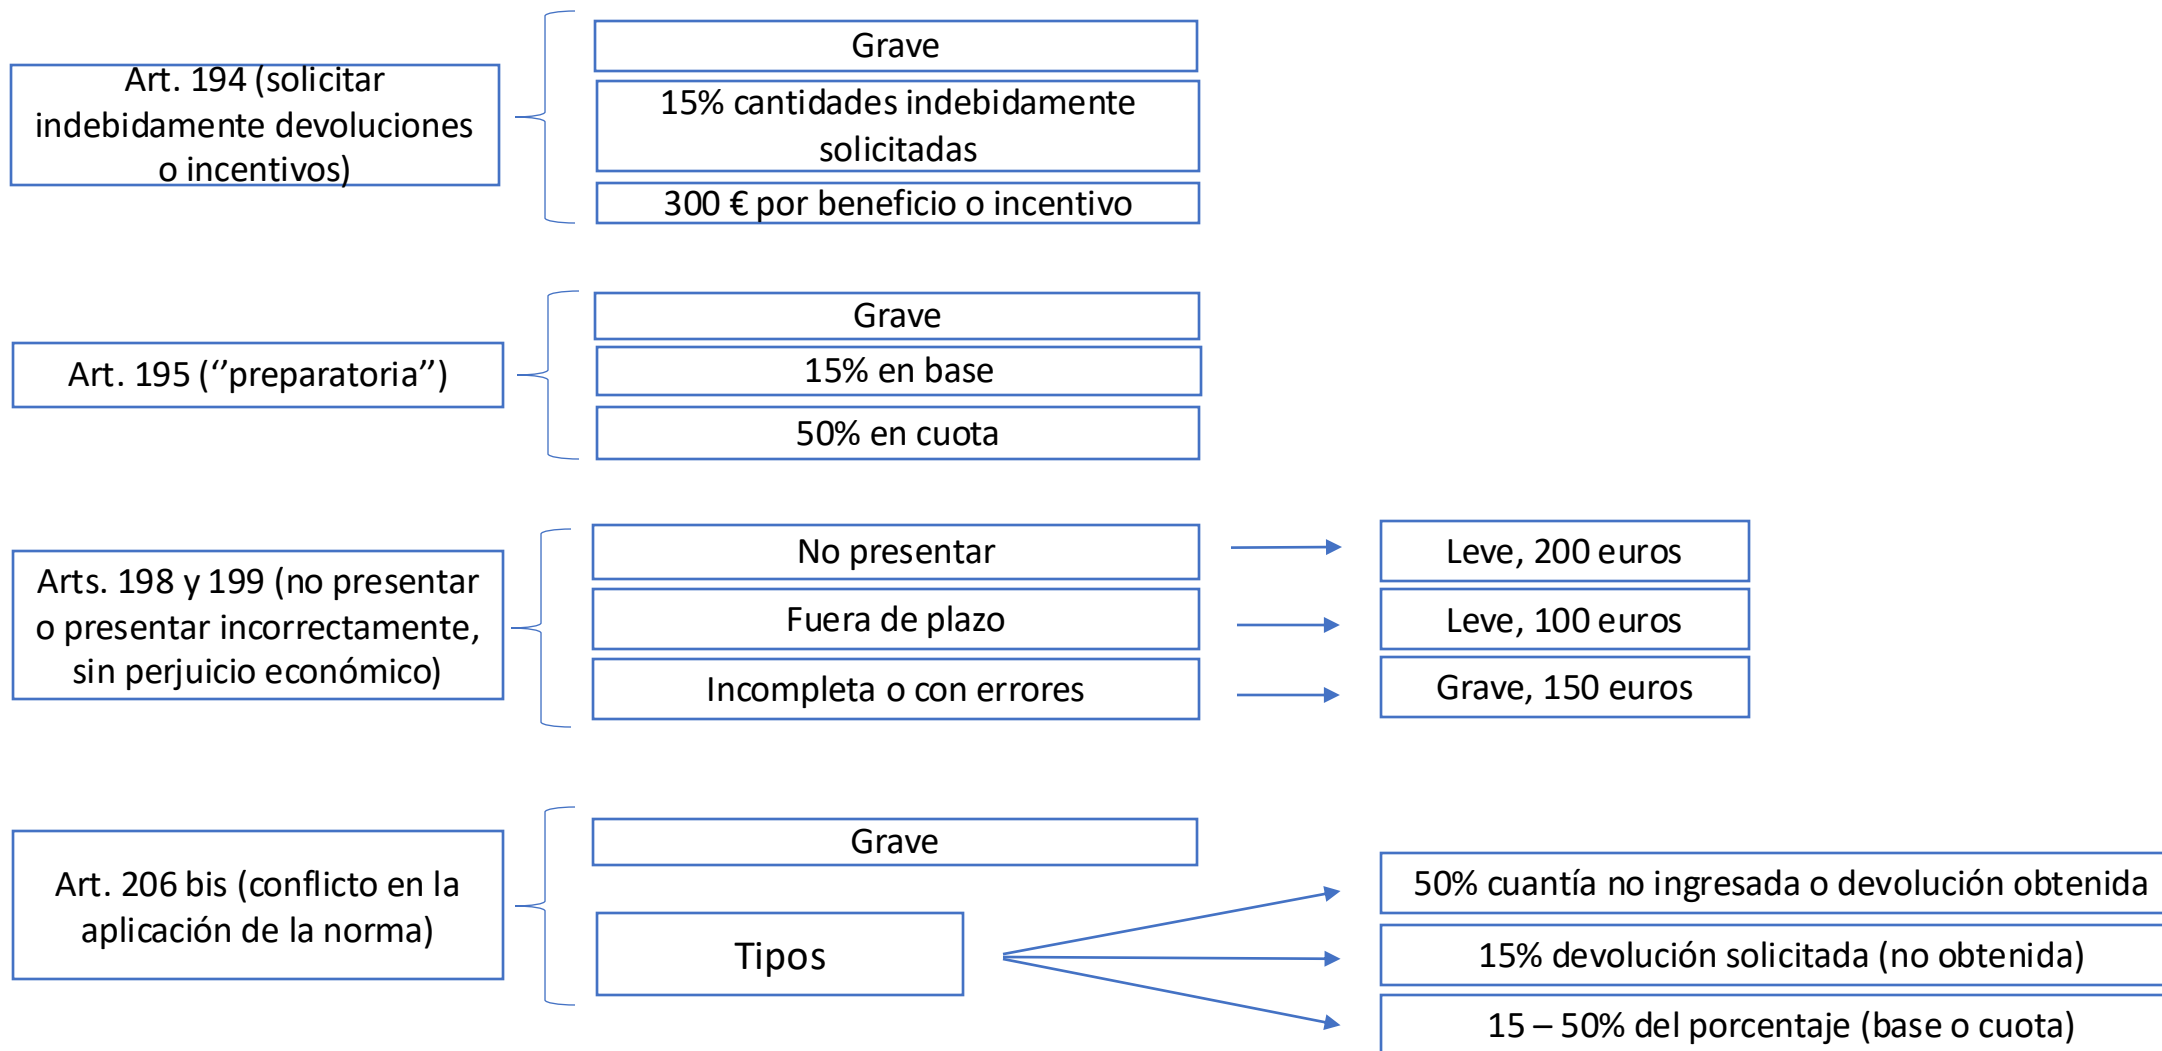 Art. 194 (solicitar
indebidamente devoluciones
o incentivos)
Grave
15% cantidades indebidamente
solicitadas
300 € por beneficio o incentivo
Art. 195 (‘’preparatoria’’)
Grave
15% en base
50% en cuota
Arts. 198 y 199 (no presentar
o presentar incorrectamente,
sin perjuicio económico)
No presentar
Leve, 200 euros
Fuera de plazo
Leve, 100 euros
Incompleta o con errores
Grave, 150 euros
Art. 206 bis (conflicto en la
aplicación de la norma)
Grave
Tipos
50% cuantía no ingresada o devolución obtenida
15% devolución solicitada (no obtenida)
15 – 50% del porcentaje (base o cuota)